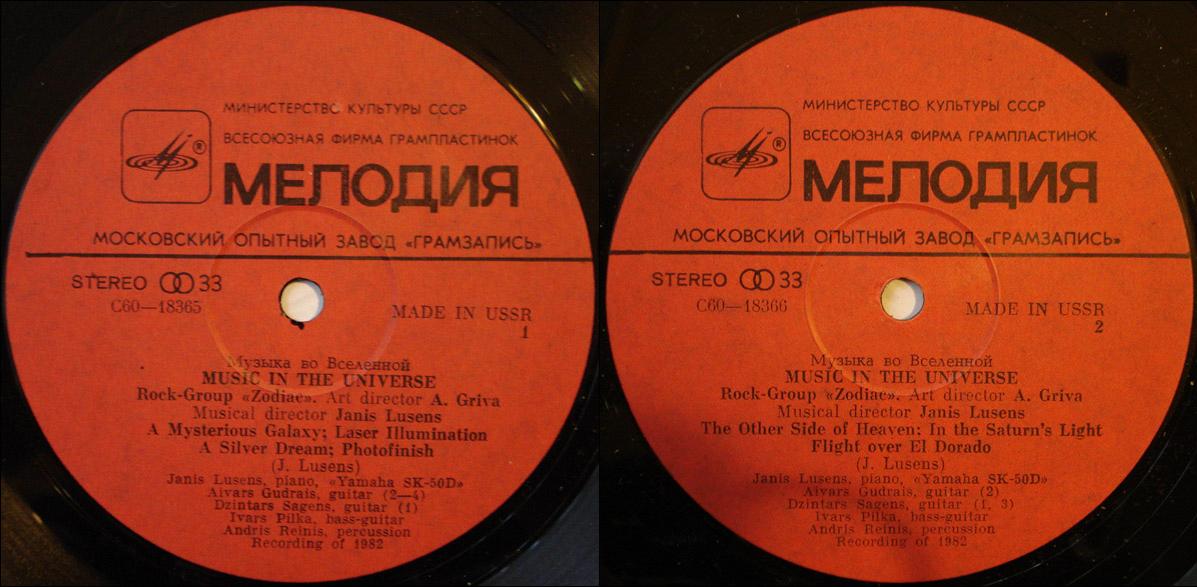 МИНИСТЕРСТВО КУЛЬТУРЫ СССР
ВСЕСОЮЗНАЯ ФИРМА ГРАМПЛАСТИНОК
®
МЕЛОДИЯ
МОСКОВСКИЙ ОПЫТНЫЙ ЗАВОД «ГРАМЗАПИСЬ»
STEREO 33
С60—18365
MADE IN USSR
1
Музыка во Вселенной
MUSIC IN THE UNIVERSE
Rock-Group «Zodiac». Art director A. Griva
Musical director Janis Lusens
A Mysterious Galaxy; Laser Illumination
A Silver Dream; Photofinish
(J. Lusens)
Janis Lusens, piano, «Yamaha SK-50D»
Aivars Gudrais, guitar (2—4)
Dzintars Sagens, guitar (1)
Ivars Pilka, bass-guitar
Andris Reinis, percussion
Recording of 1982
МИНИСТЕРСТВО КУЛЬТУРЫ СССР
ВСЕСОЮЗНАЯ ФИРМА ГРАМПЛАСТИНОК
®
МЕЛОДИЯ
МОСКОВСКИЙ ОПЫТНЫЙ ЗАВОД «ГРАМЗАПИСЬ»
STEREO 33
С60—18366
MADE IN USSR
2
Музыка во Вселенной
MUSIC IN THE UNIVERSE
Rock-Group «Zodiac». Art director A. Griva
Musical director Janis Lusens
The Other Side of Heaven; In the Saturn's Light
Flight over El Dorado
(J. Lusens)
Janis Lusens, piano, «Yamaha SK-50D»
Aivars Gudrais, guitar (2)
Dzintars Sagens, guitar (1, 3)
Ivars Pilka, bass-guitar
Andris Reinis, percussion
Recording of 1982